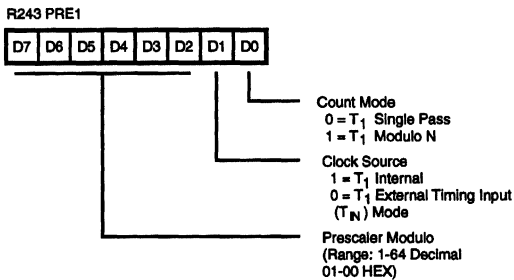 R243 PRE1
D7 D6 D5 D4 D3 D2 D1 D0
Count Mode
0 = T1 Single Pass
1 = T1 Modulo N
Clock Source
1 = T1 Internal
0 = T1 External Timing Input
(TIN) Mode
Prescaler Modulo
(Range: 1-64 Decimal
01-00 HEX)